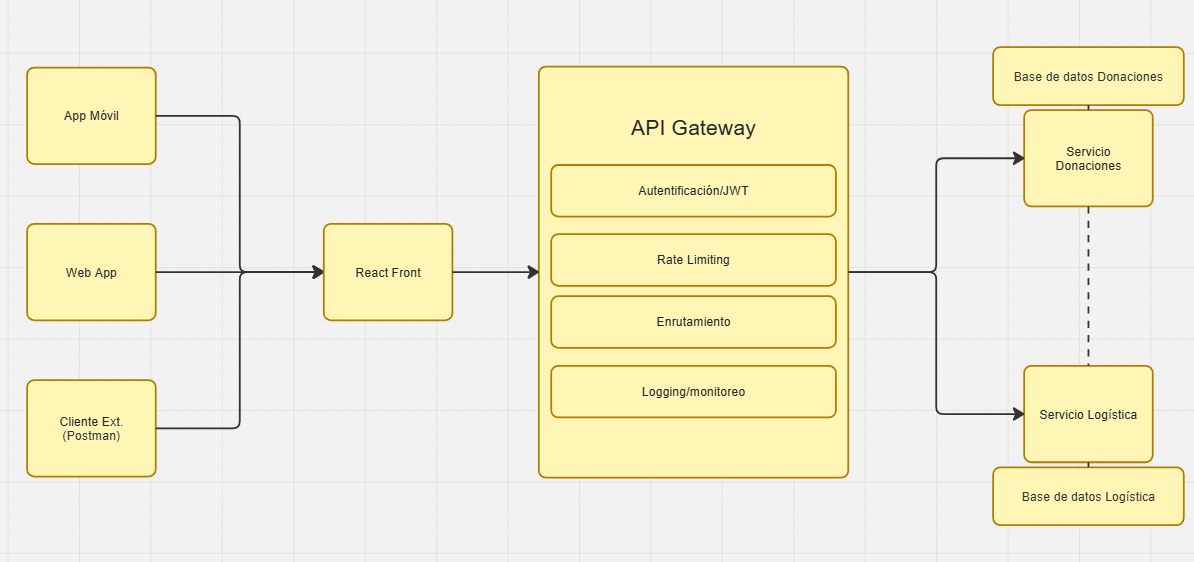 App Móvil
Web App
Cliente Ext.
(Postman)
React Front
API Gateway
Autentificación/JWT
Rate Limiting
Enrutamiento
Logging/monitoreo
Base de datos Donaciones
Servicio
Donaciones
Servicio Logística
Base de datos Logística